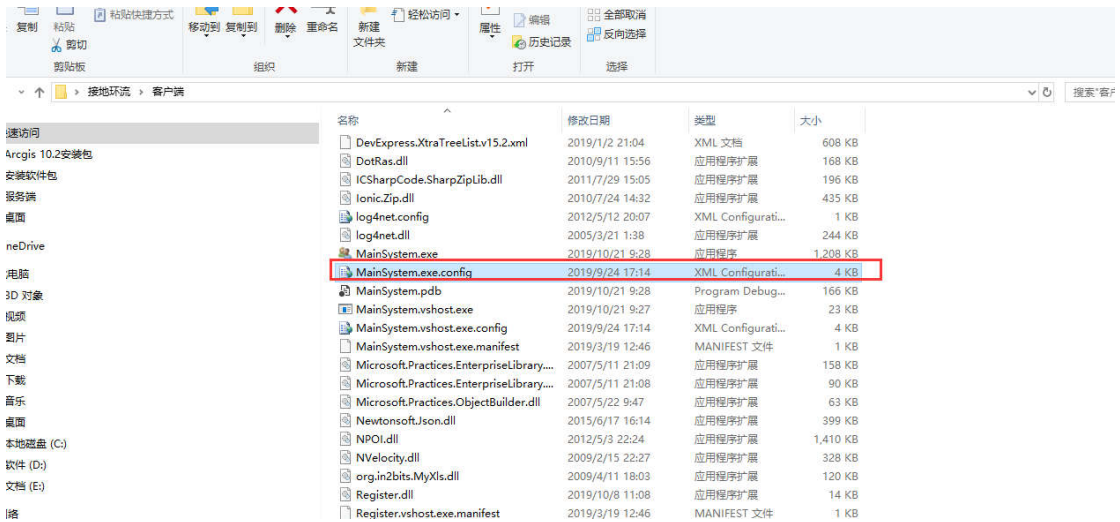 粘贴快捷方式
轻松访问
编辑
全部取消
复制 粘贴 移动到 复制到 删除 重命名 新建 属性
剪切 文件夹 历史记录 反向选择
剪贴板 组织 新建 打开 选择
接地环流 › 客户端 搜索"客户
名称 修改日期 类型 大小
速访问
DevExpress.XtraTreeList.v15.2.xml 2019/1/2 21:04 XML 文档 608 KB
Arcgis 10.2安装包
DotRas.dll 2010/9/11 15:56 应用程序扩展 168 KB
安装软件包
ICSharpCode.SharpZipLib.dll 2011/7/29 15:05 应用程序扩展 196 KB
服务端
Ionic.Zip.dll 2010/7/24 14:32 应用程序扩展 435 KB
桌面
log4net.config 2012/5/12 20:07 XML Configurati... 1 KB
log4net.dll 2005/3/21 1:38 应用程序扩展 244 KB
neDrive
MainSystem.exe 2019/10/21 9:28 应用程序 1,208 KB
电脑
MainSystem.exe.config 2019/9/24 17:14 XML Configurati... 4 KB
3D 对象
MainSystem.pdb 2019/10/21 9:28 Program Debug... 166 KB
视频
MainSystem.vshost.exe 2019/10/21 9:27 应用程序 23 KB
图片
MainSystem.vshost.exe.config 2019/9/24 17:14 XML Configurati... 4 KB
文档
MainSystem.vshost.exe.manifest 2019/3/19 12:46 MANIFEST 文件 1 KB
下载
Microsoft.Practices.EnterpriseLibrary.... 2007/5/11 21:09 应用程序扩展 158 KB
音乐
Microsoft.Practices.EnterpriseLibrary.... 2007/5/11 21:08 应用程序扩展 90 KB
桌面
Microsoft.Practices.ObjectBuilder.dll 2007/5/22 9:47 应用程序扩展 63 KB
本地磁盘 (C:)
Newtonsoft.Json.dll 2015/6/17 16:14 应用程序扩展 399 KB
软件 (D:)
NPOI.dll 2012/5/3 22:24 应用程序扩展 1,410 KB
文档 (E:)
NVelocity.dll 2009/2/15 22:27 应用程序扩展 328 KB
org.in2bits.MyXls.dll 2009/4/11 18:03 应用程序扩展 120 KB
Register.dll 2019/10/8 11:08 应用程序扩展 14 KB
络
Register.vshost.exe.manifest 2019/3/19 12:46 MANIFEST 文件 1 KB